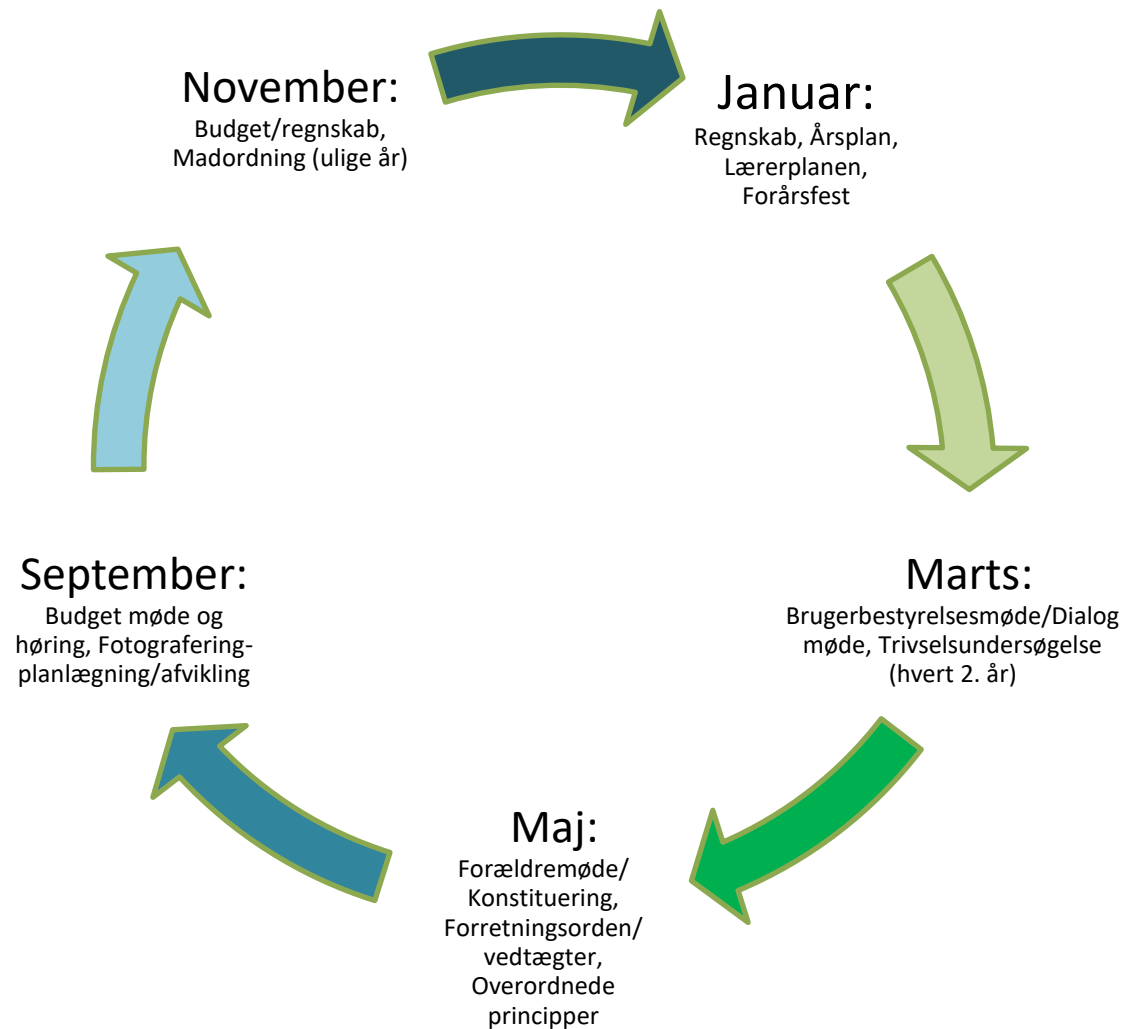 November:
Budget/regnskab,
Madordning (ulige år)
Januar:
Regnskab, Årsplan,
Lærerplanen,
Forårsfest
Marts:
Brugerbestyrelsesmøde/Dialog
møde, Trivselsundersøgelse
(hvert 2. år)
Maj:
Forældremøde/
Konstituering,
Forretningsorden/
vedtægter,
Overordnede
principper
September:
Budget møde og
høring, Fotografering-
planlægning/afvikling